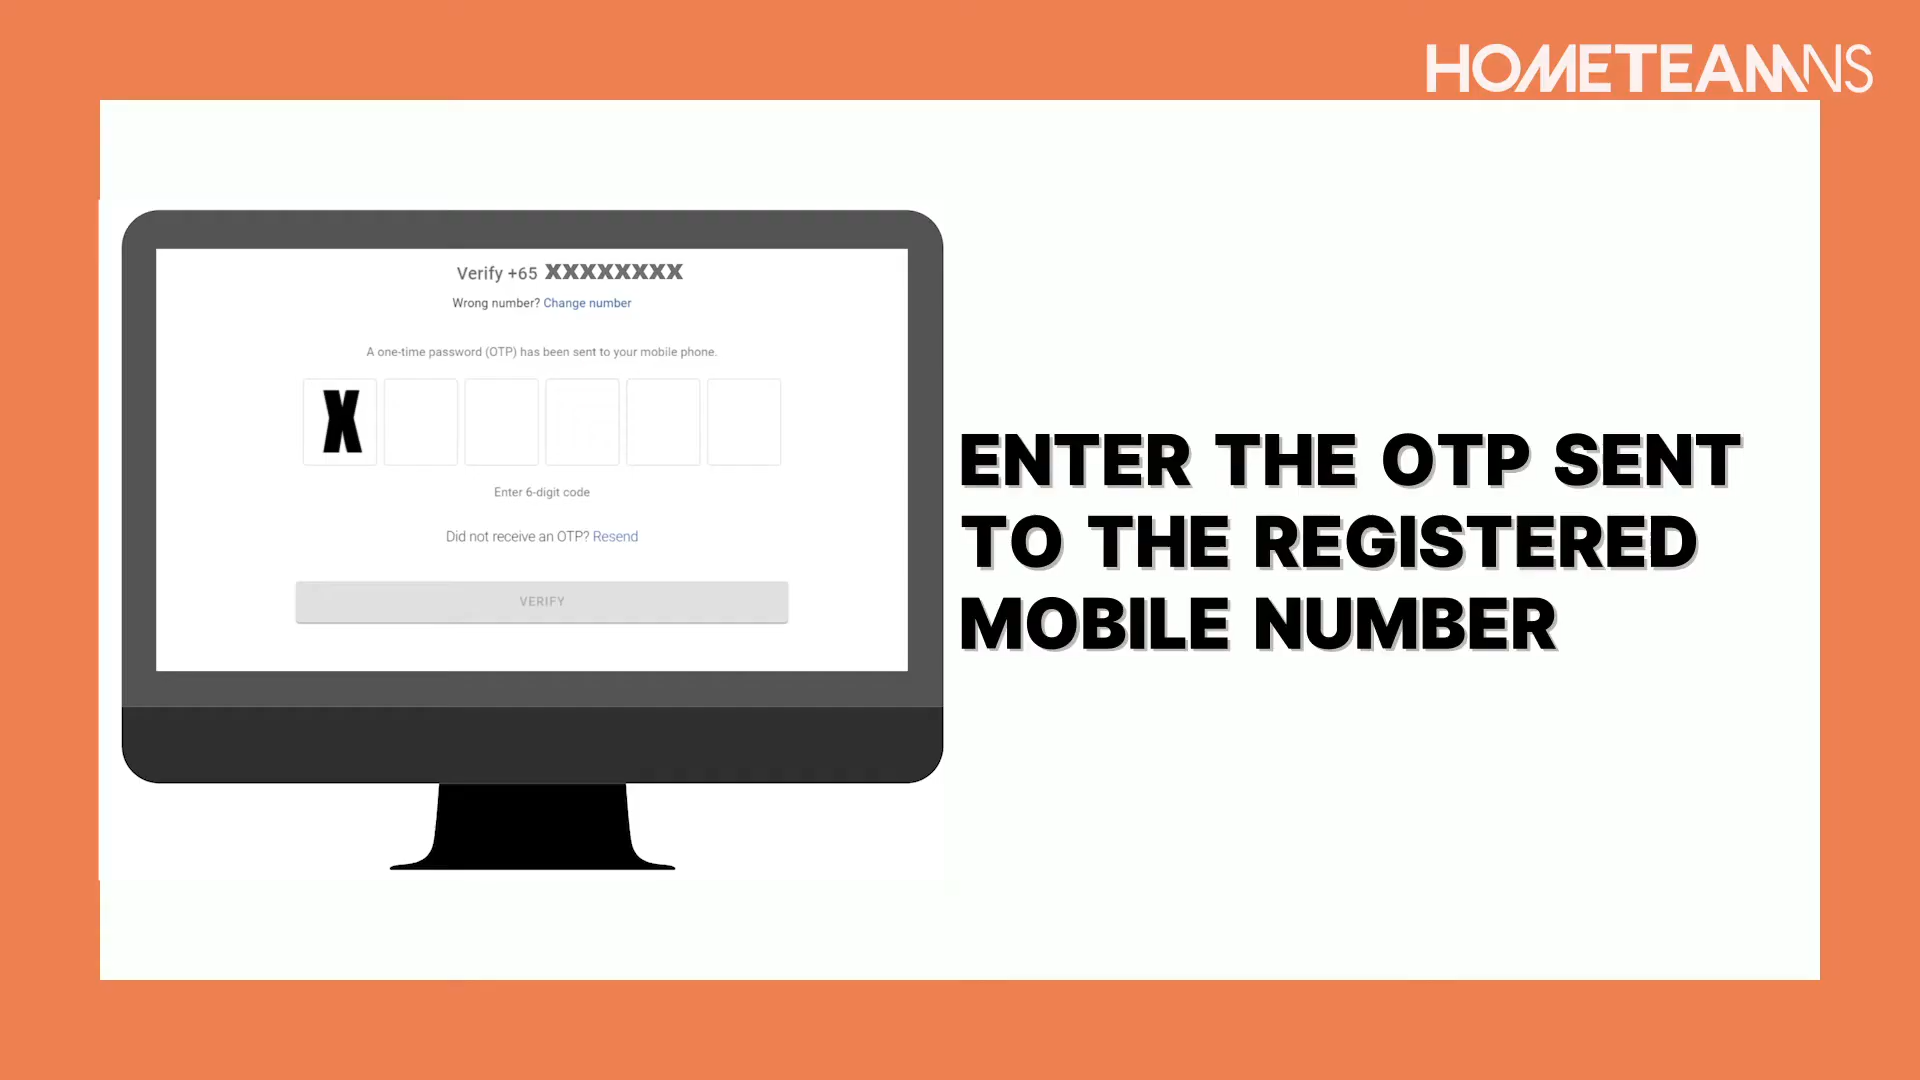 HOMETEAMNS
Verify +65 XXXXXXXX
Wrong number? Change number
A one-time password (OTP) has been sent to your mobile phone.
X
Enter 6-digit code
Did not receive an OTP? Resend
VERIFY
ENTER THE OTP SENT
TO THE REGISTERED
MOBILE NUMBER